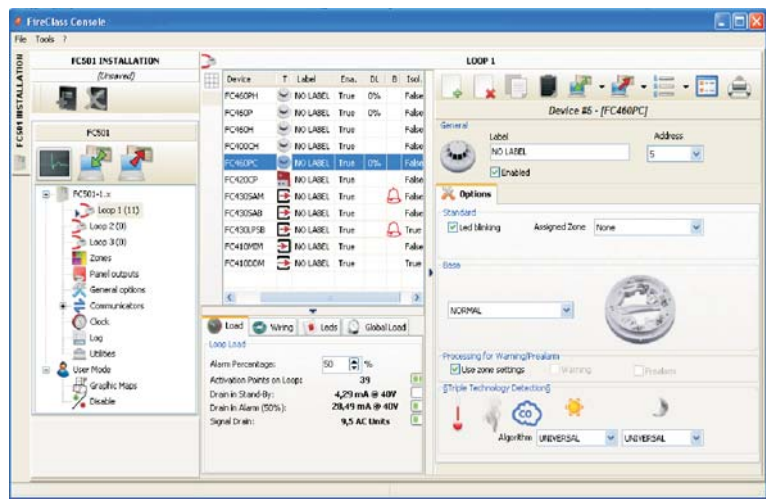 FireClass Console
File Tools ?
FC501 INSTALLATION
FC501 INSTALLATION
(Unsaved)
FC501
FC501-1.x
Loop 1 (11)
Loop 2 (0)
Loop 3 (0)
Zones
Panel outputs
General options
Communicators
Clock
Log
Utilities
User Mode
Graphic Maps
Disable
LOOP 1
Device T Label Ena. DL B Isol.
FC460PH NO LABEL True 0% False
FC460P NO LABEL True 0% False
FC460H NO LABEL True False
FC400CH NO LABEL True False
FC460PC NO LABEL True 0% False
FC420CP NO LABEL True False
FC430SAM NO LABEL True False
FC430SAB NO LABEL True False
FC430LPSB NO LABEL True True
FC410MIM NO LABEL True False
FC410DDM NO LABEL True True
Load Wiring Leds Global Load
Loop Load
Alarm Percentage: 50 %
Activation Points on Loop: 39
Drain in Stand-By: 4,29 mA @ 40V
Drain in Alarm (50%): 28,49 mA @ 40V
Signal Drain: 9,5 AC Units
Device #5 - [FC460PC]
General
Label Address
NO LABEL 5
Enabled
Options
Standard
Led blinking Assigned Zone None
Base
NORMAL
Processing for Warning/Prealarm
Use zone settings Warning Prealarm
§Triple Technology Detection§
CO
Algorithm UNIVERSAL UNIVERSAL